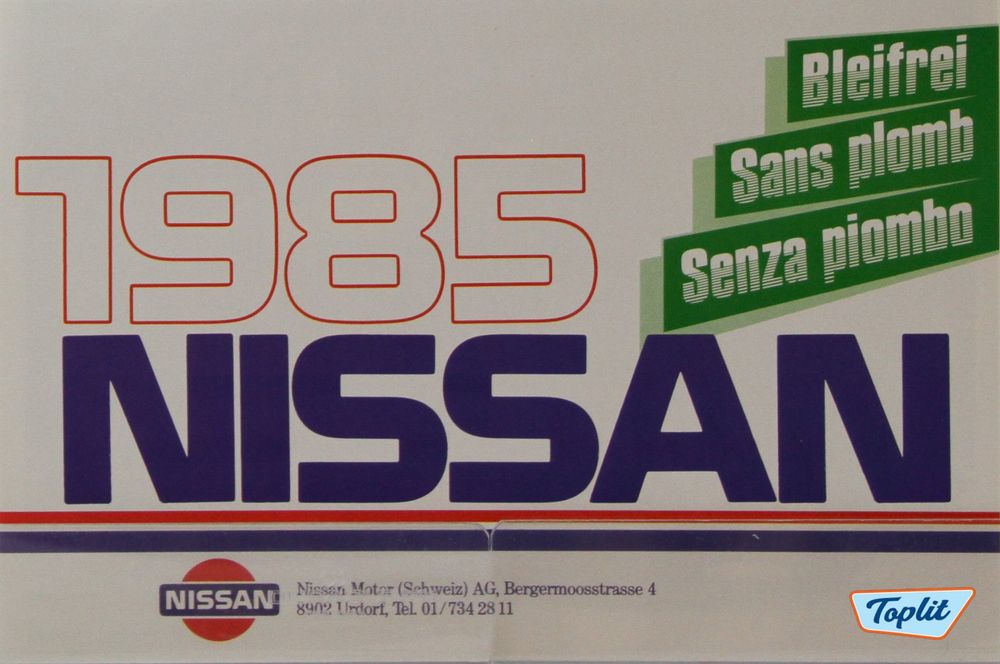 Bleifrei
Sans plomb
Senza piombo
1985
NISSAN
NISSAN
Nissan Motor (Schweiz) AG, Bergermoosstrasse 4
8902 Urdorf, Tel. 01/734 28 11
Toplit